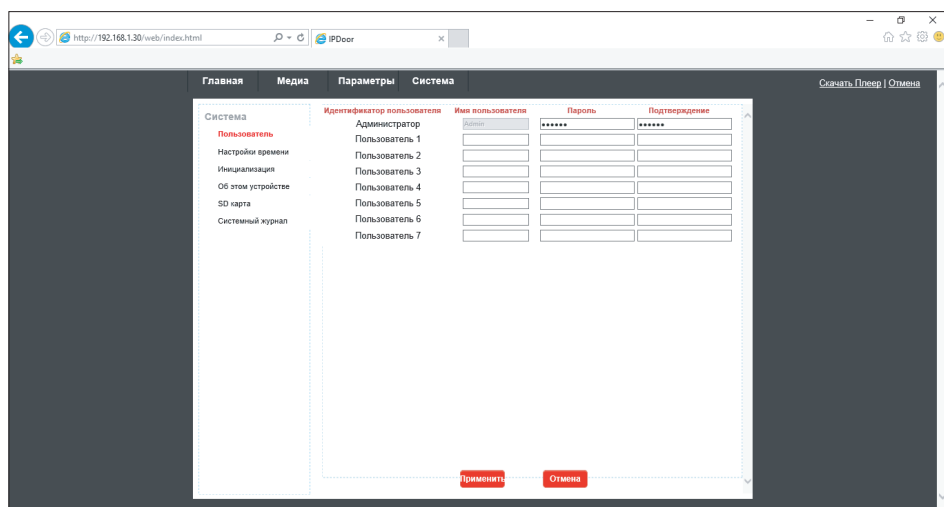 http://192.168.1.30/web/index.html
IPDoor
Главная Медиа Параметры Система
Скачать Плеер | Отмена
Система
Пользователь
Настройки времени
Инициализация
Об этом устройстве
SD карта
Системный журнал
Идентификатор пользователя Имя пользователя Пароль Подтверждение
Администратор Admin •••••• ••••••
Пользователь 1
Пользователь 2
Пользователь 3
Пользователь 4
Пользователь 5
Пользователь 6
Пользователь 7
Применить Отмена